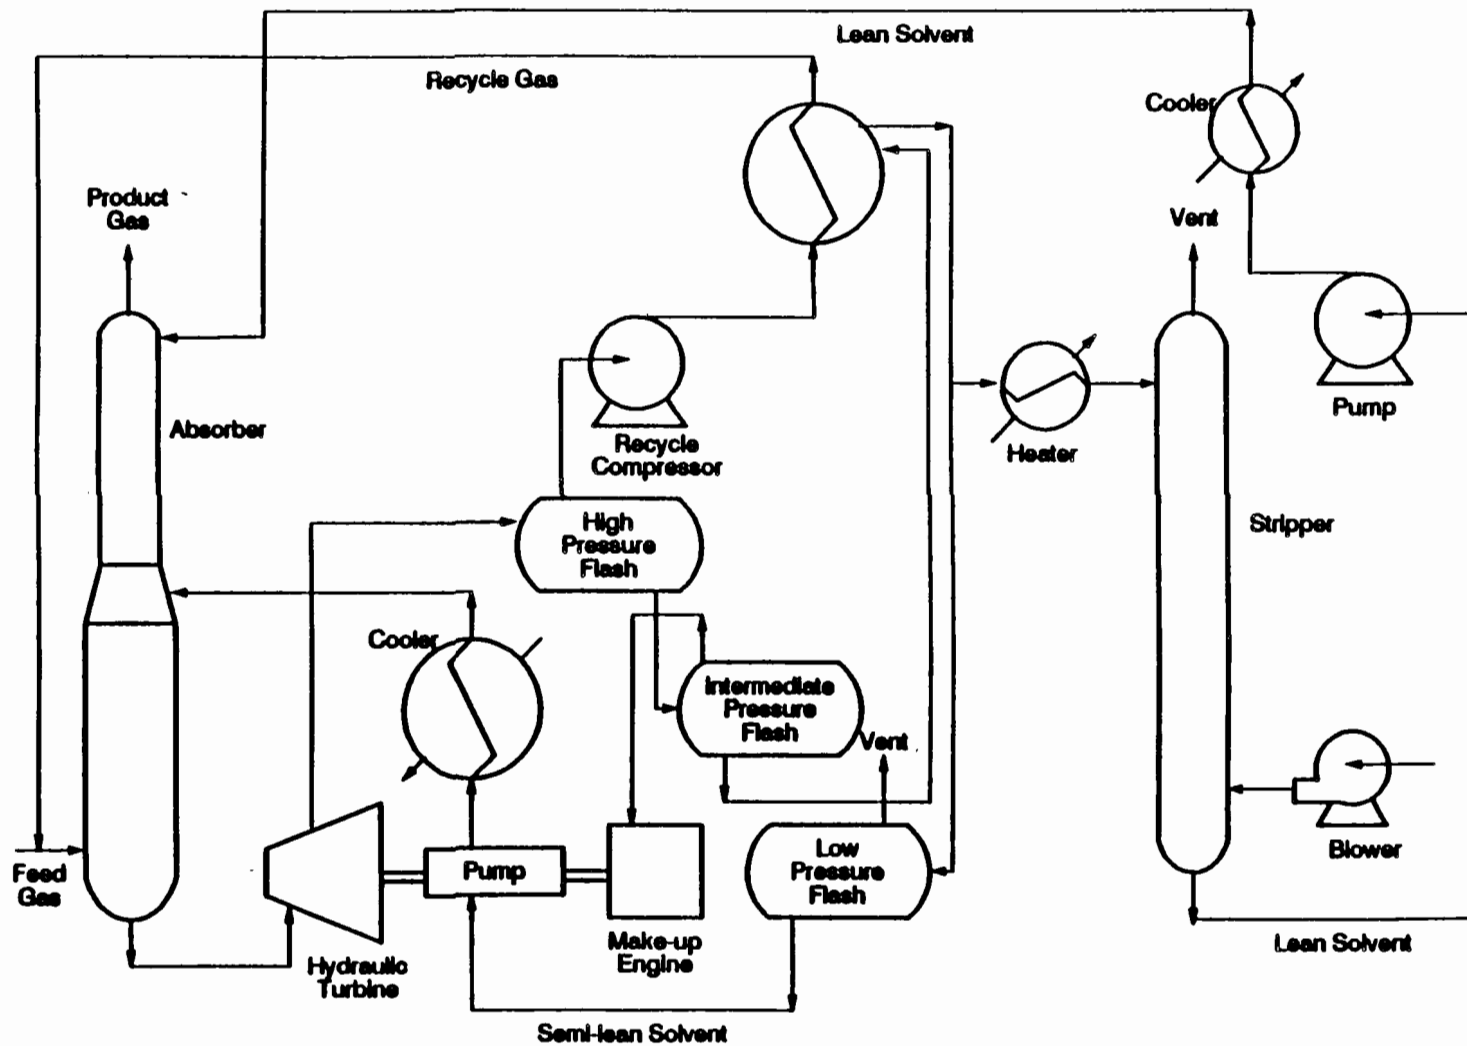 Lean Solvent
Recycle Gas
Cooler
Product
Gas
Vent
Absorber
Recycle
Compressor
Heater
Pump
High
Pressure
Flash
Stripper
Cooler
Intermediate
Pressure
Flash
Vent
Feed
Gas
Pump
Low
Pressure
Flash
Blower
Hydraulic
Turbine
Make-up
Engine
Lean Solvent
Semi-lean Solvent